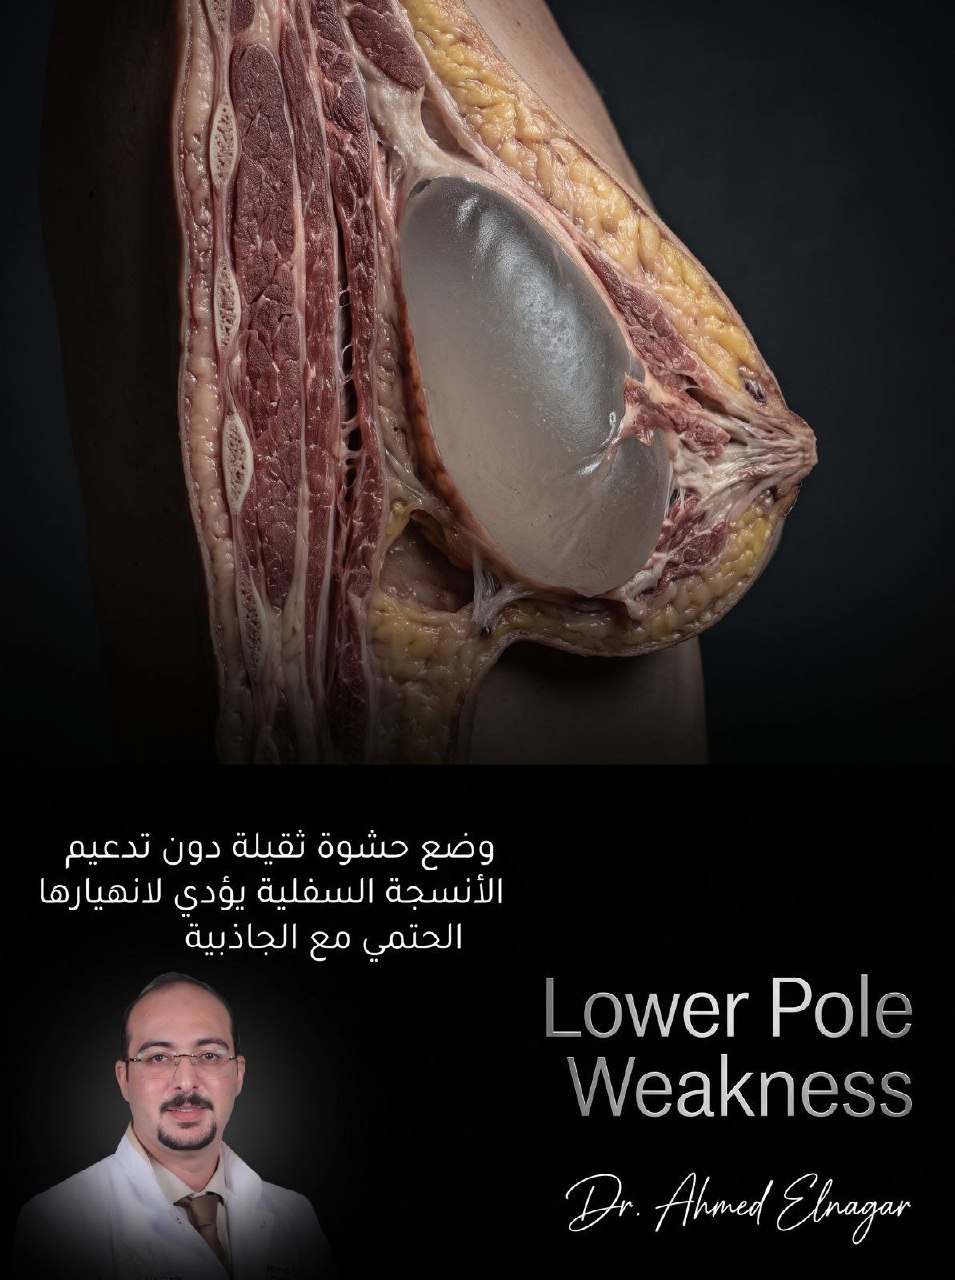 وضع حشوة ثقيلة دون تدعيم
الأنسجة السفلية يؤدي لانهيارها
الحتمي مع الجاذبية
Lower Pole
Weakness
Dr. Ahmed Elnagar